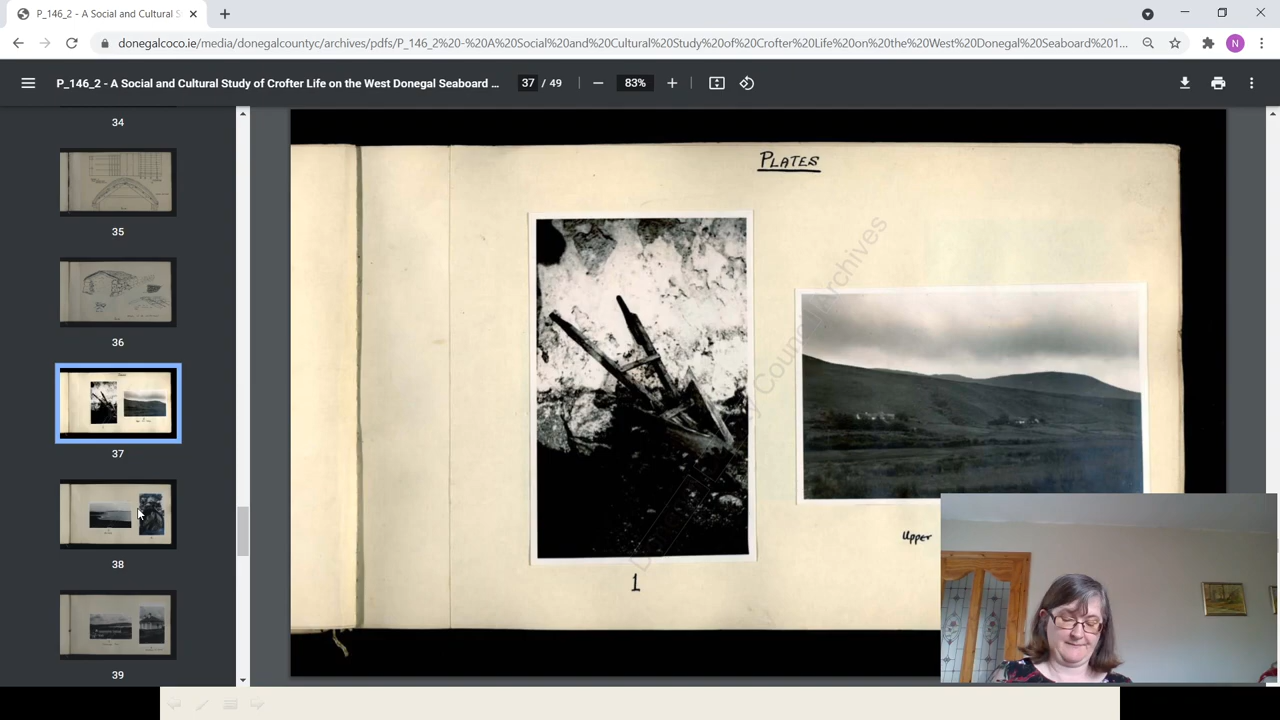 P_146_2 - A Social and Cultural S
donegalcoco.ie/media/donegalcountyc/archives/pdfs/P_146_2%20-%20A%20Social%20and%20Cultural%20Study%20of%20Crofter%20Life%20on%20the%20West%20Donegal%20Seaboard%201...
N
P_146_2 - A Social and Cultural Study of Crofter Life on the West Donegal Seaboard ...
37 / 49
83%
34
35
36
37
38
39
PLATES
Council Archives
1
Upper